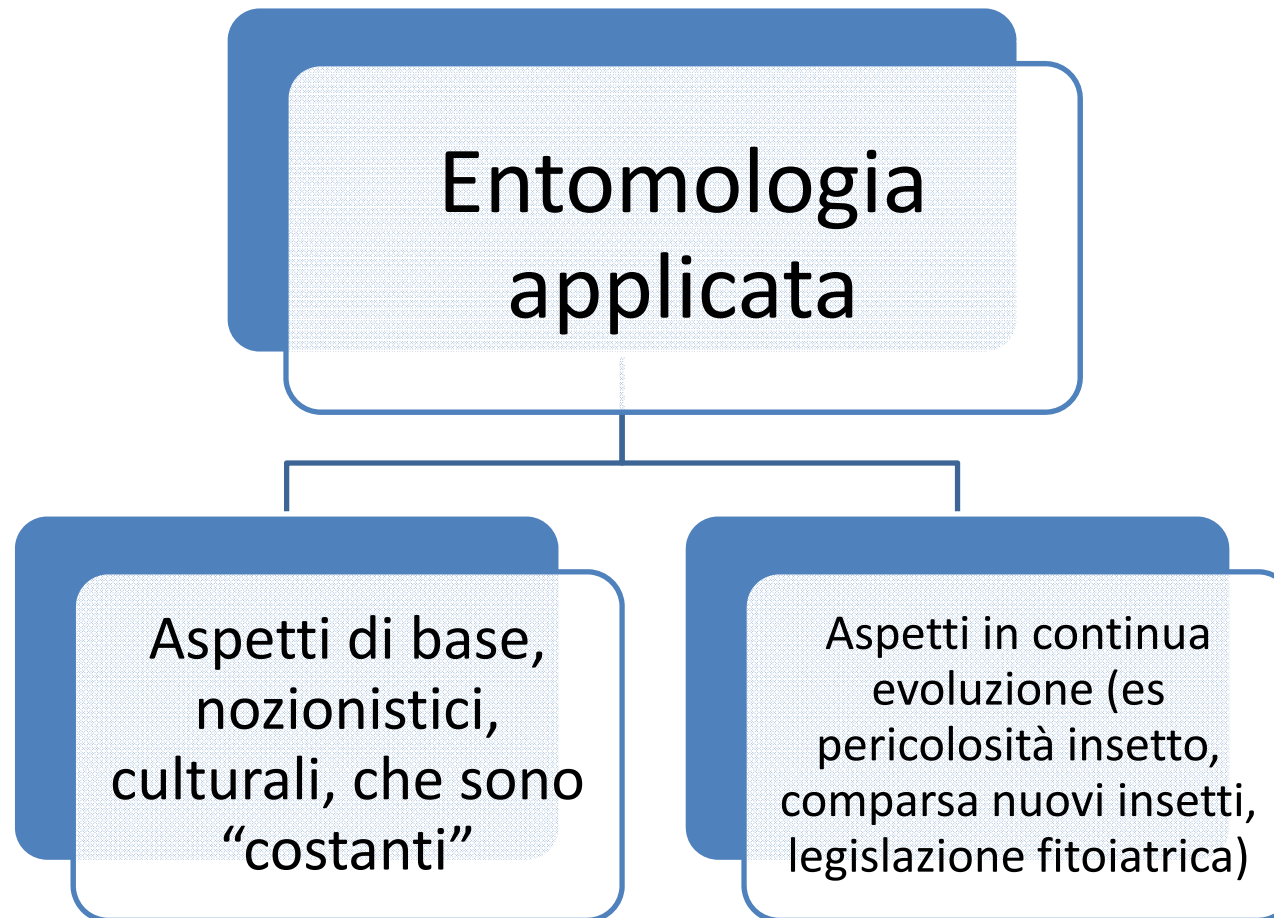 Entomologia
applicata
Aspetti di base,
nozionistici,
culturali, che sono
“costanti”
Aspetti in continua
evoluzione (es
pericolosità insetto,
comparsa nuovi insetti,
legislazione fitoiatrica)